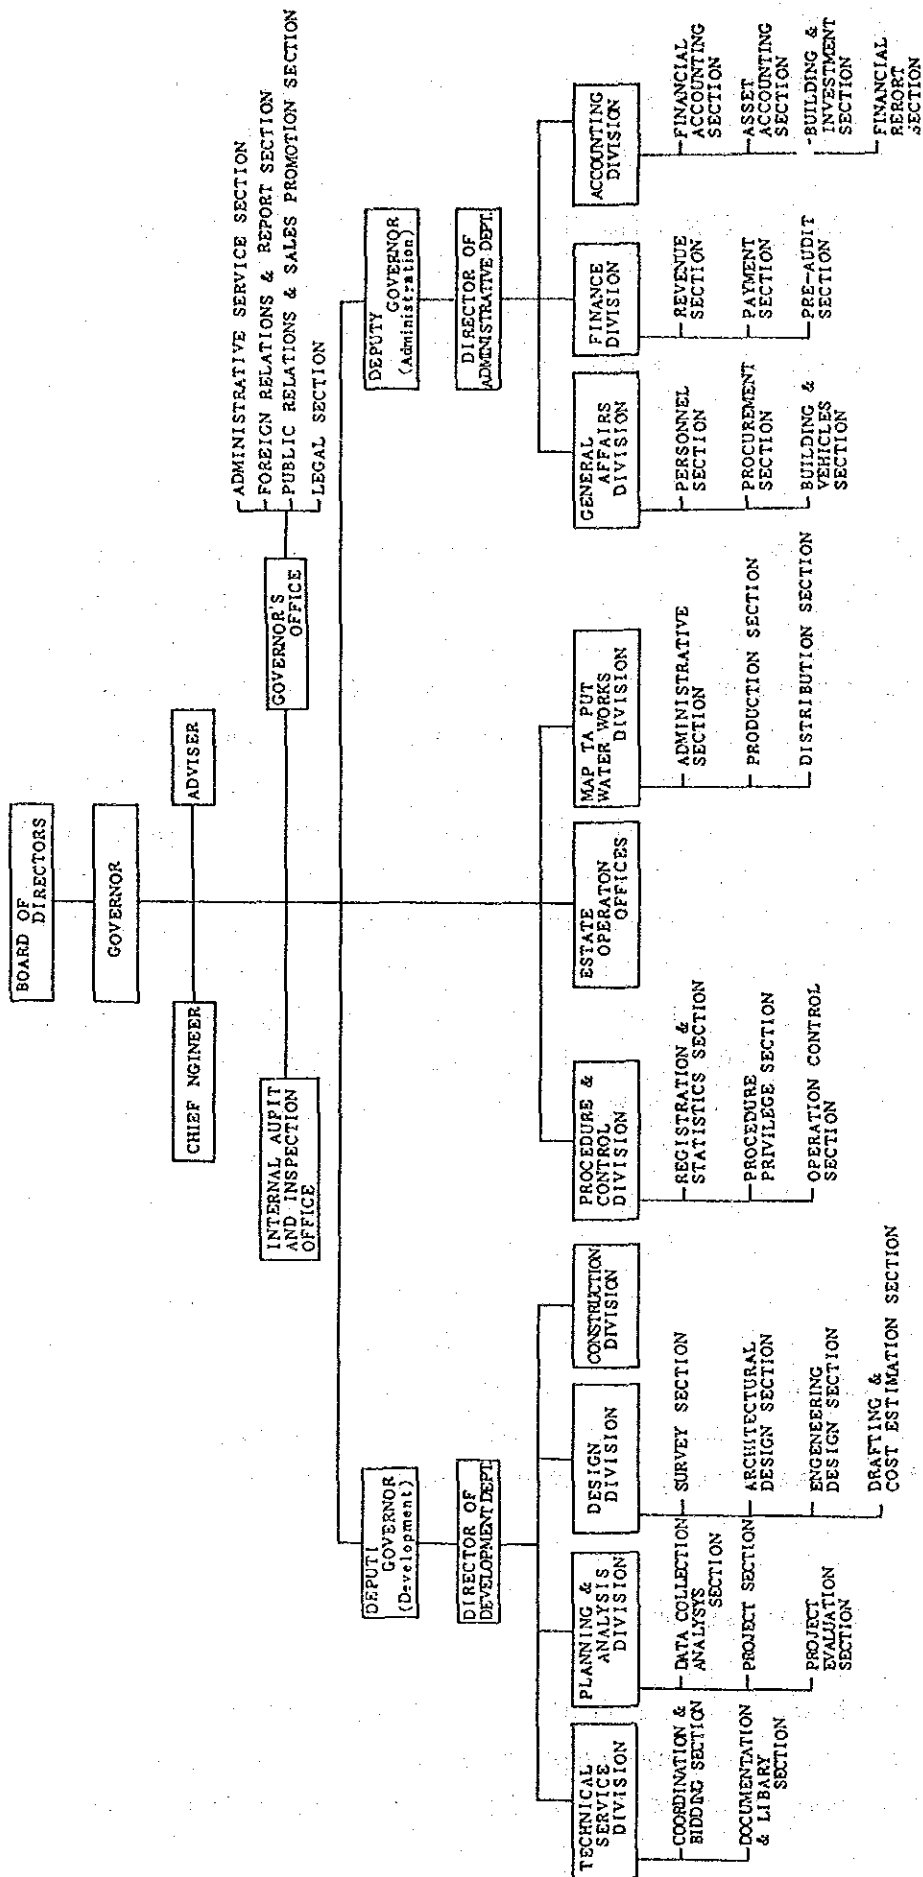 BOARD OF
DIRECTORS
GOVERNOR
CHIEF NGINEER
ADVISER
INTERNAL AUPIT
AND INSPECTION
OFFICE
GOVERNOR'S
OFFICE
ADMINISTRATIVE SERVICE SECTION
FOREIGN RELATIONS & REPORT SECTION
PUBLIC RELATIONS & SALES PROMOTION SECTION
LEGAL SECTION
DEPUTI
GOVERNOR
(Development)
DEPUTY
GOVERNOR
(Administration)
DIRECTOR OF
DEVELOPMENT DEPT.
DIRECTOR OF
ADMINISTRATIVE DEPT.
TECHNICAL
SERVICE
DIVISION
COORDINATION &
BIDDING SECTION
DOCUMENTATION
& LIBARY
SECTION
PLANNING &
ANALYSIS
DIVISION
DATA COLLECTION
ANALYSYS
SECTION
PROJECT SECTION
PROJECT
EVALUATION
SECTION
DESIGN
DIVISION
SURVEY SECTION
ARCHITECTURAL
DESIGN SECTION
ENGENEERING
DESIGN SECTION
DRAFTING &
COST ESTIMATION SECTION
CONSTRUCTION
DIVISION
PROCEDURE &
CONTROL
DIVISION
REGISTRATION &
STATISTICS SECTION
PROCEDURE
PRIVILEGE SECTION
OPERATION CONTROL
SECTION
ESTATE
OPERATON
OFFICES
MAP TA PUT
WATER WORKS
DIVISION
ADMINISTRATIVE
SECTION
PRODUCTION SECTION
DISTRIBUTION SECTION
GENERAL
AFFAIRS
DIVISION
PERSONNEL
SECTION
PROCUREMENT
SECTION
BUILDING &
VEHICLES
SECTION
FINANCE
DIVISION
REVENUE
SECTION
PAYMENT
SECTION
PRE-AUDIT
SECTION
ACCOUNTING
DIVISION
FINANCIAL
ACCOUNTING
SECTION
ASSET
ACCOUNTING
SECTION
BUILDING &
INVESTMENT
SECTION
FINANCIAL
RERORT
SECTION